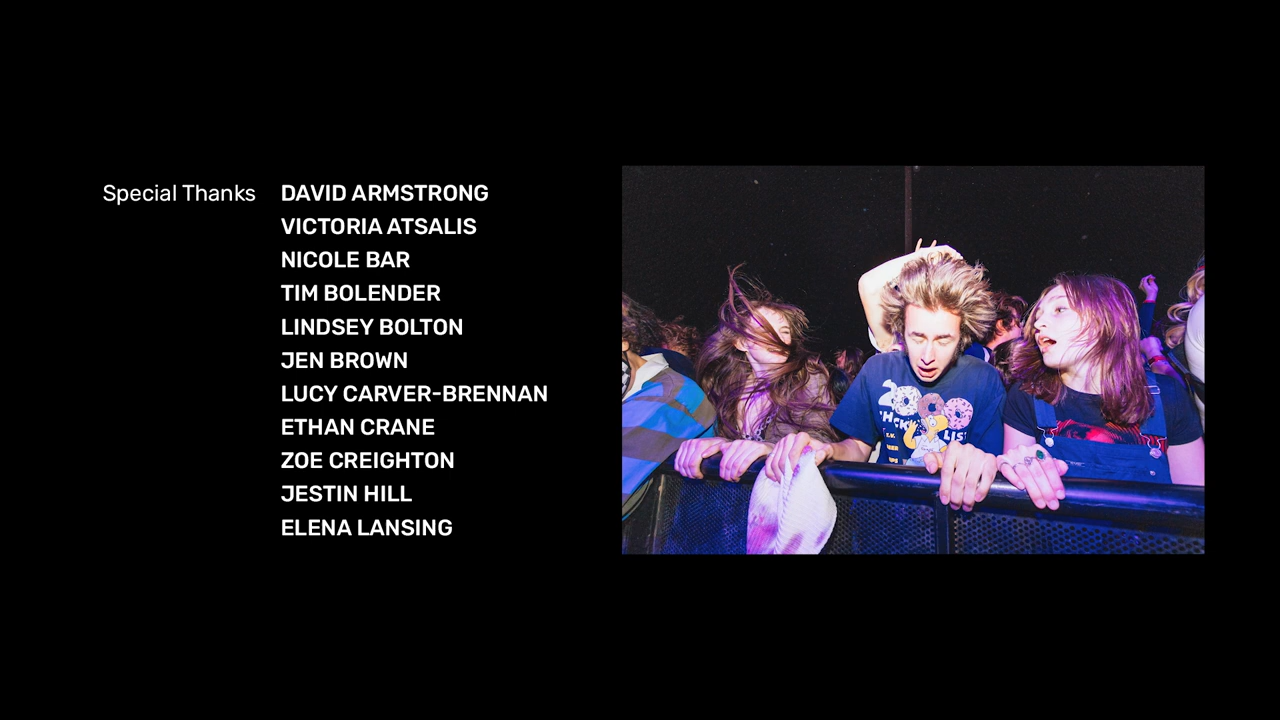 Special Thanks DAVID ARMSTRONG
VICTORIA ATSALIS
NICOLE BAR
TIM BOLENDER
LINDSEY BOLTON
JEN BROWN
LUCY CARVER-BRENNAN
ETHAN CRANE
ZOE CREIGHTON
JESTIN HILL
ELENA LANSING